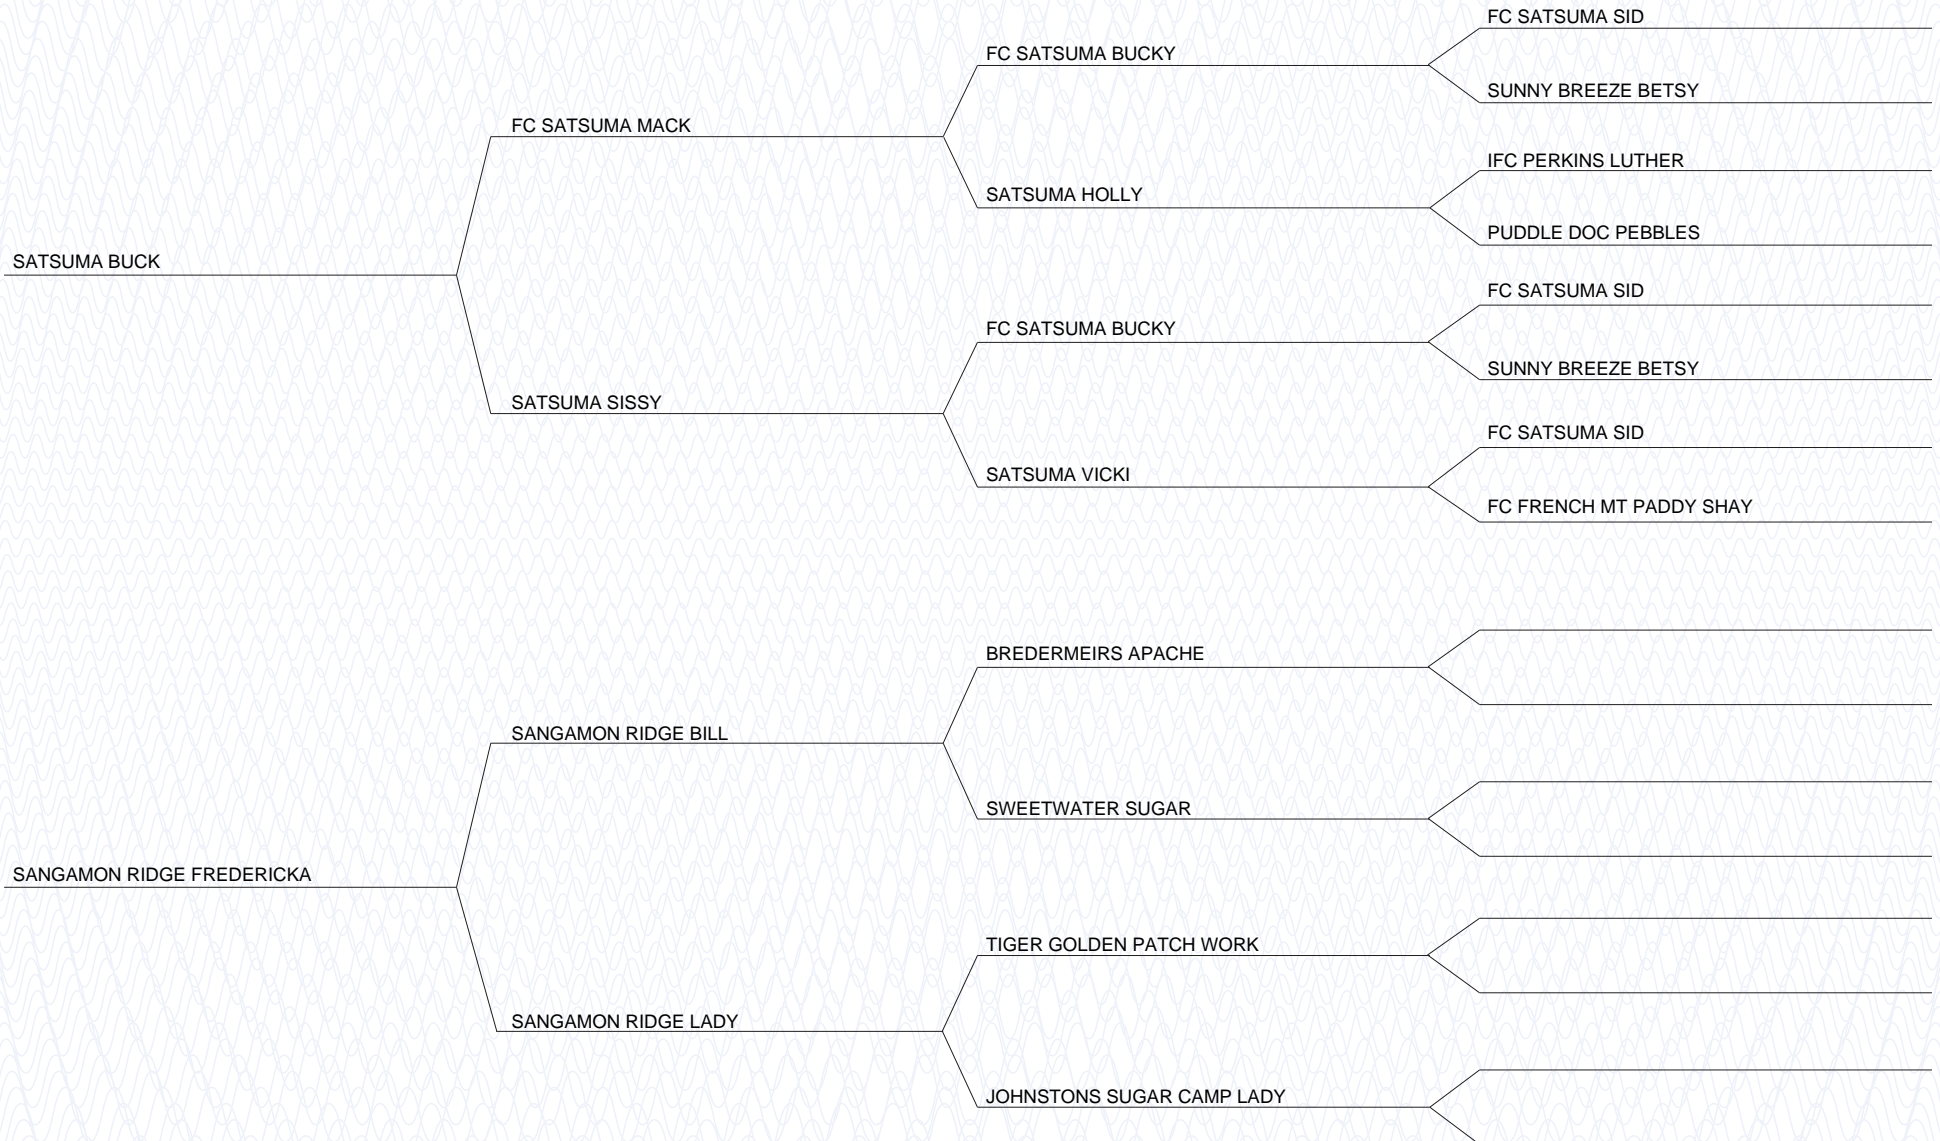 FC SATSUMA SID
FC SATSUMA BUCKY
SUNNY BREEZE BETSY
FC SATSUMA MACK
IFC PERKINS LUTHER
SATSUMA HOLLY
PUDDLE DOC PEBBLES
SATSUMA BUCK
FC SATSUMA SID
FC SATSUMA BUCKY
SUNNY BREEZE BETSY
SATSUMA SISSY
FC SATSUMA SID
SATSUMA VICKI
FC FRENCH MT PADDY SHAY
BREDERMEIRS APACHE
SANGAMON RIDGE BILL
SWEETWATER SUGAR
SANGAMON RIDGE FREDERICKA
TIGER GOLDEN PATCH WORK
SANGAMON RIDGE LADY
JOHNSTONS SUGAR CAMP LADY